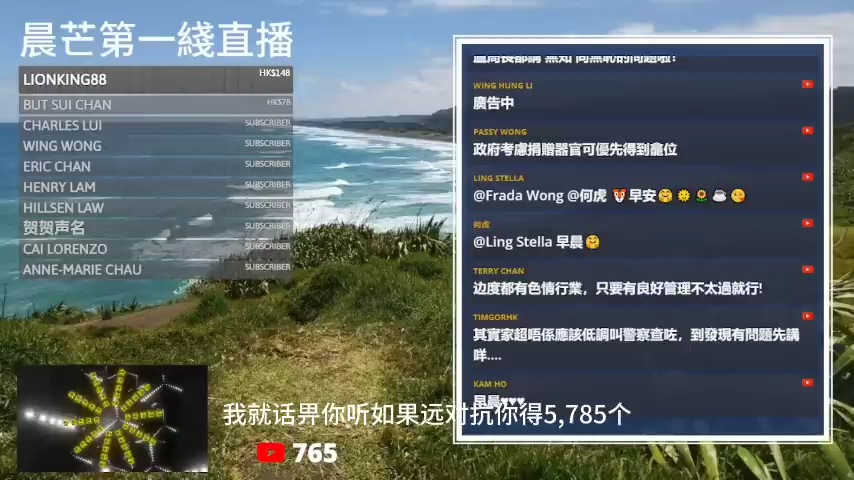 晨芒第一綫直播
LIONKING88 HK$148
BUT SUI CHAN HK$78
CHARLES LUI SUBSCRIBER
WING WONG SUBSCRIBER
ERIC CHAN SUBSCRIBER
HENRY LAM SUBSCRIBER
HILLSEN LAW SUBSCRIBER
贺贺声名 SUBSCRIBER
CAI LORENZO SUBSCRIBER
ANNE-MARIE CHAU SUBSCRIBER
WING HUNG LI
廣告中
PASSY WONG
政府考慮捐贈器官可優先得到龕位
LING STELLA
@Frada Wong @何虎 🐯早安🤗🌞🌻☕😘
何虎
@Ling Stella 早晨🤗
TERRY CHAN
边度都有色情行業，只要有良好管理不太過就行!
TIMGORHK
其實家超唔係應該低調叫警察查咗，到發現有問題先講
咩....
KAM HO
早晨♥♥♥
我就话畀你听如果远对抗你得5,785个
765